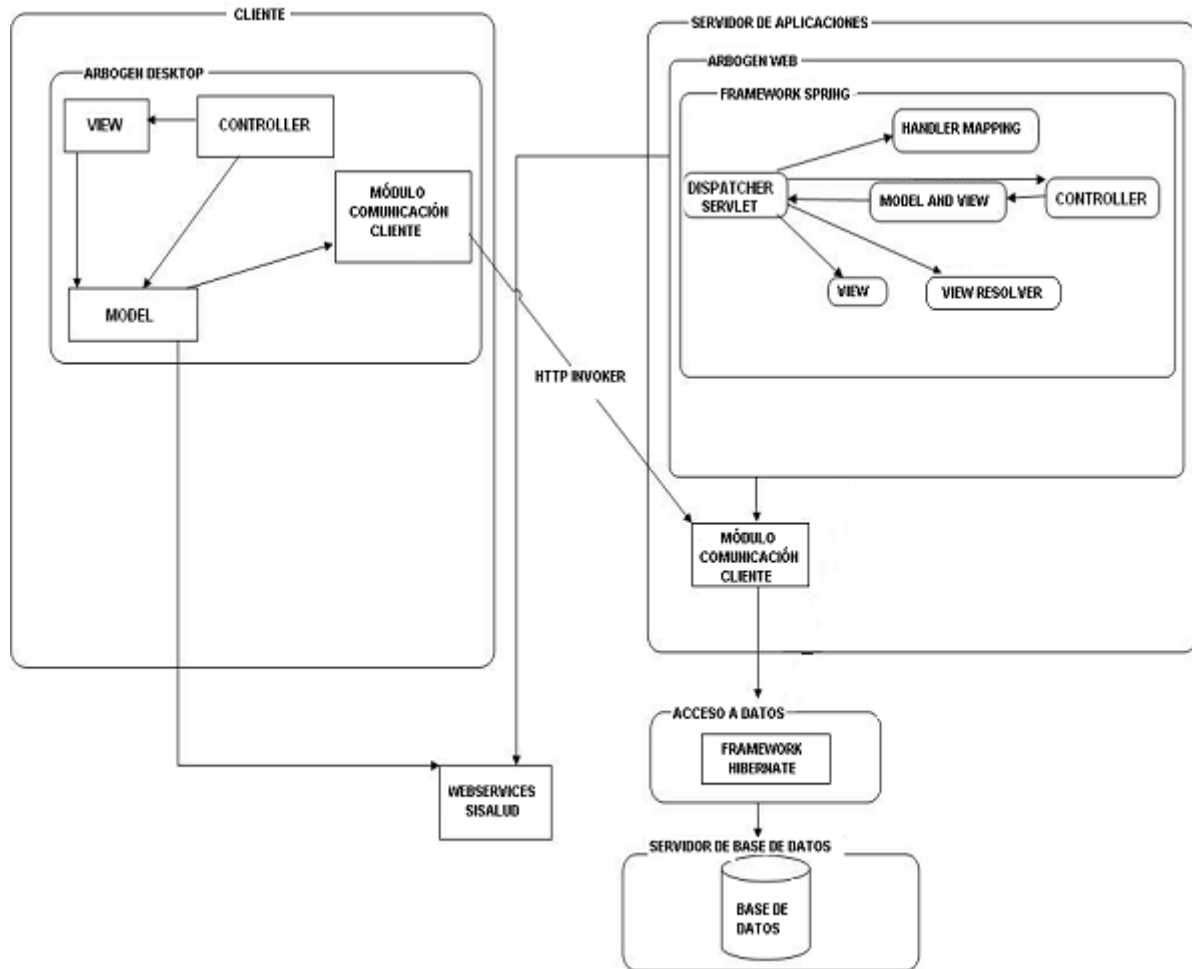 CLIENTE
ARBOGEN DESKTOP
VIEW
CONTROLLER
MÓDULO
COMUNICACIÓN
CLIENTE
MODEL
HTTP INVOKER
SERVIDOR DE APLICACIONES
ARBOGEN WEB
FRAMEWORK SPRING
HANDLER MAPPING
DISPATCHER
SERVLET
MODEL AND VIEW
CONTROLLER
VIEW
VIEW RESOLVER
MÓDULO
COMUNICACIÓN
CLIENTE
ACCESO A DATOS
FRAMEWORK
HIBERNATE
WEBSERVICES
SISALUD
SERVIDOR DE BASE DE DATOS
BASE DE
DATOS